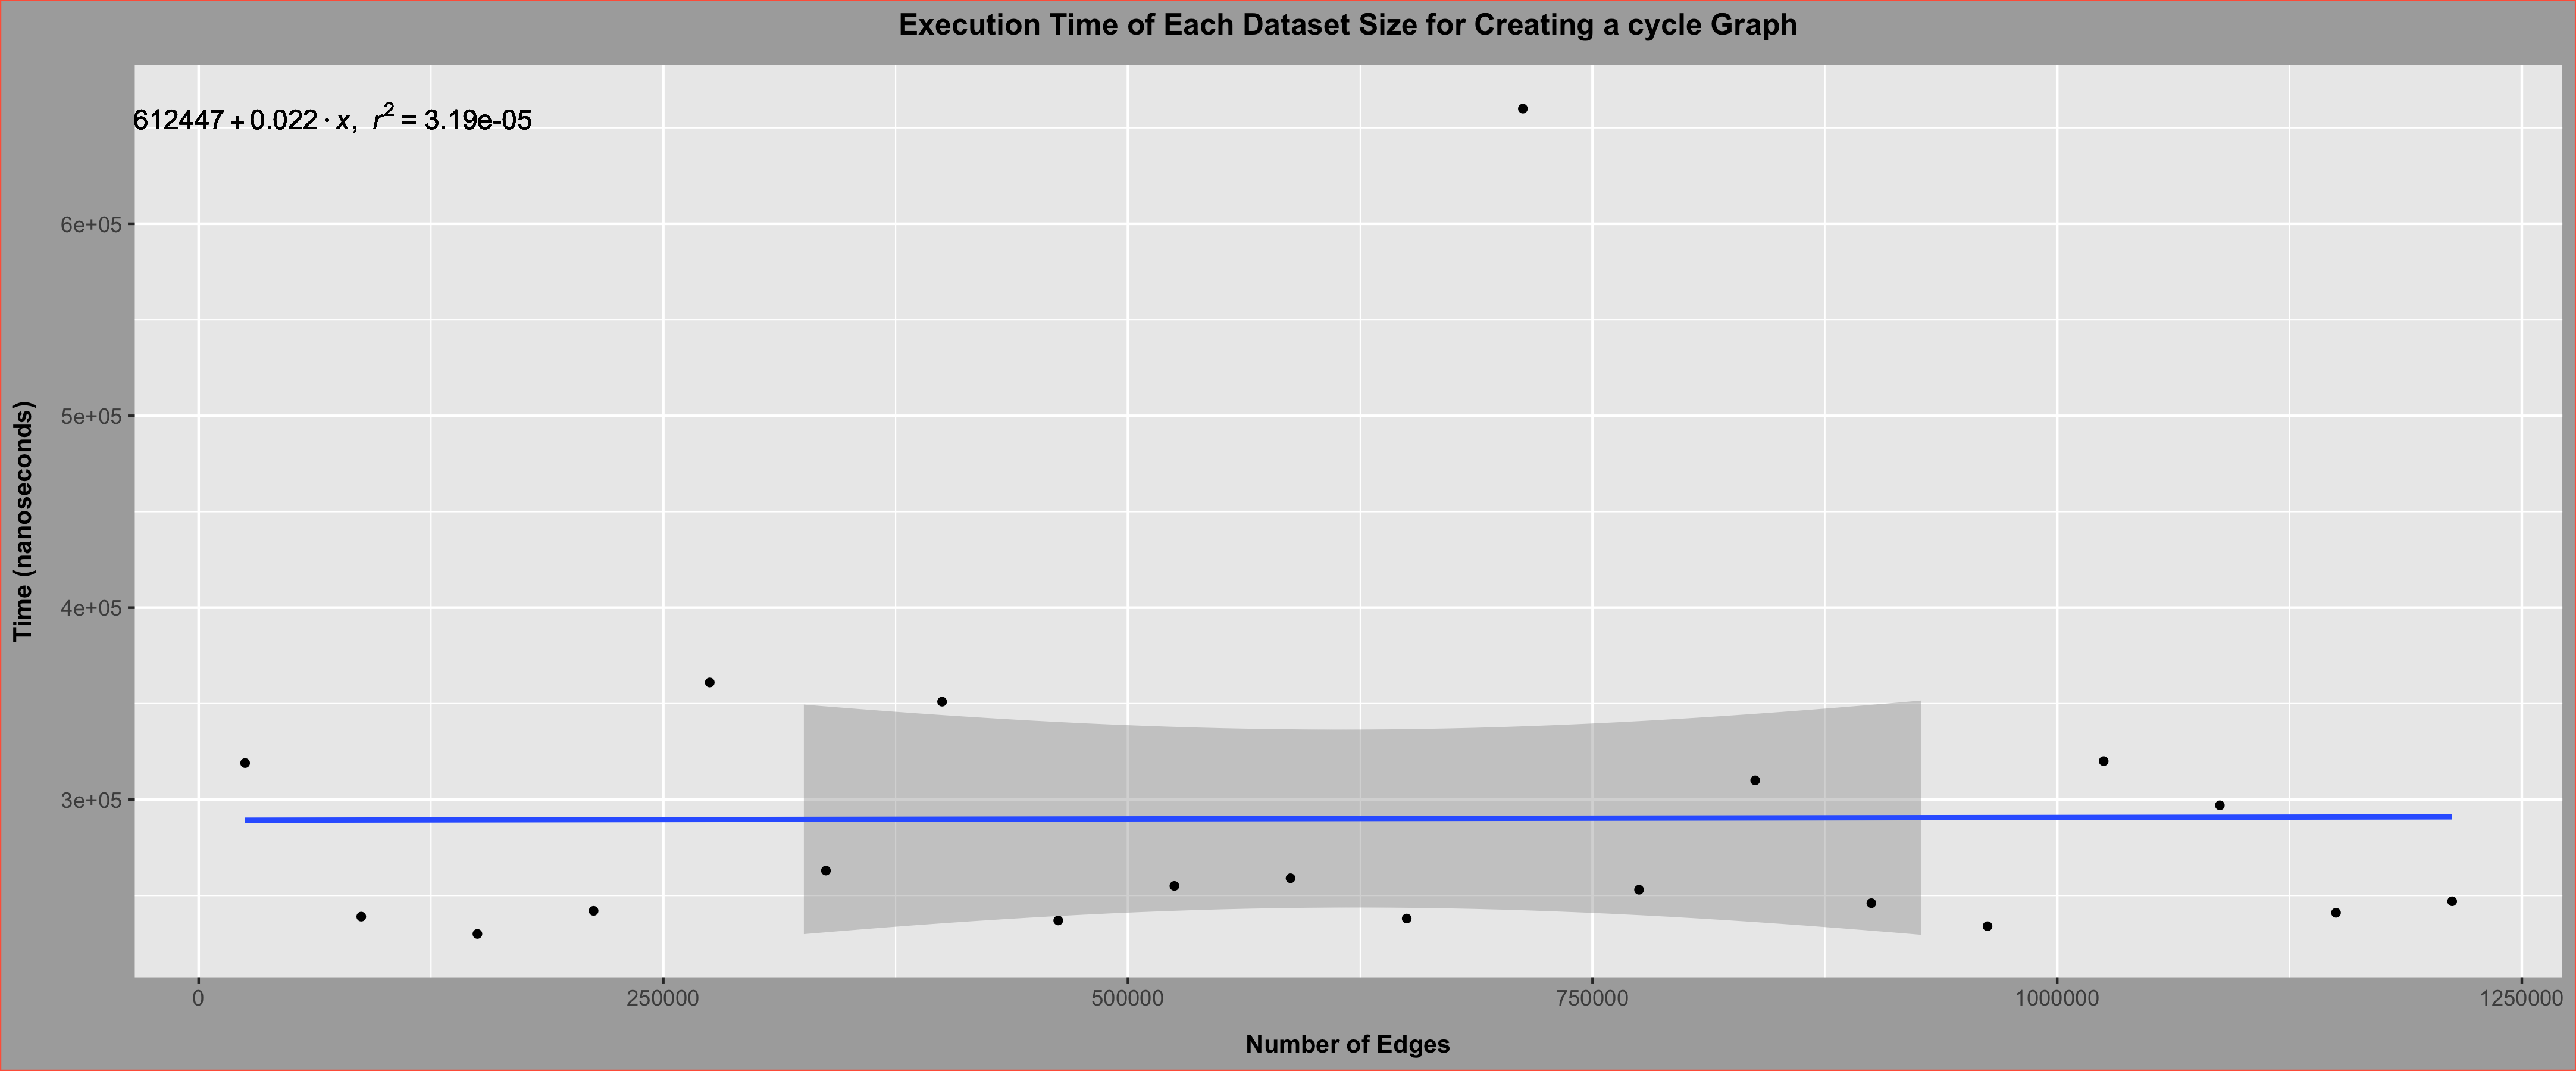 Execution Time of Each Dataset Size for Creating a cycle Graph
612447 + 0.022 · x, r² = 3.19e-05
6e+05
5e+05
4e+05
3e+05
Time (nanoseconds)
0 250000 500000 750000 1000000 1250000
Number of Edges